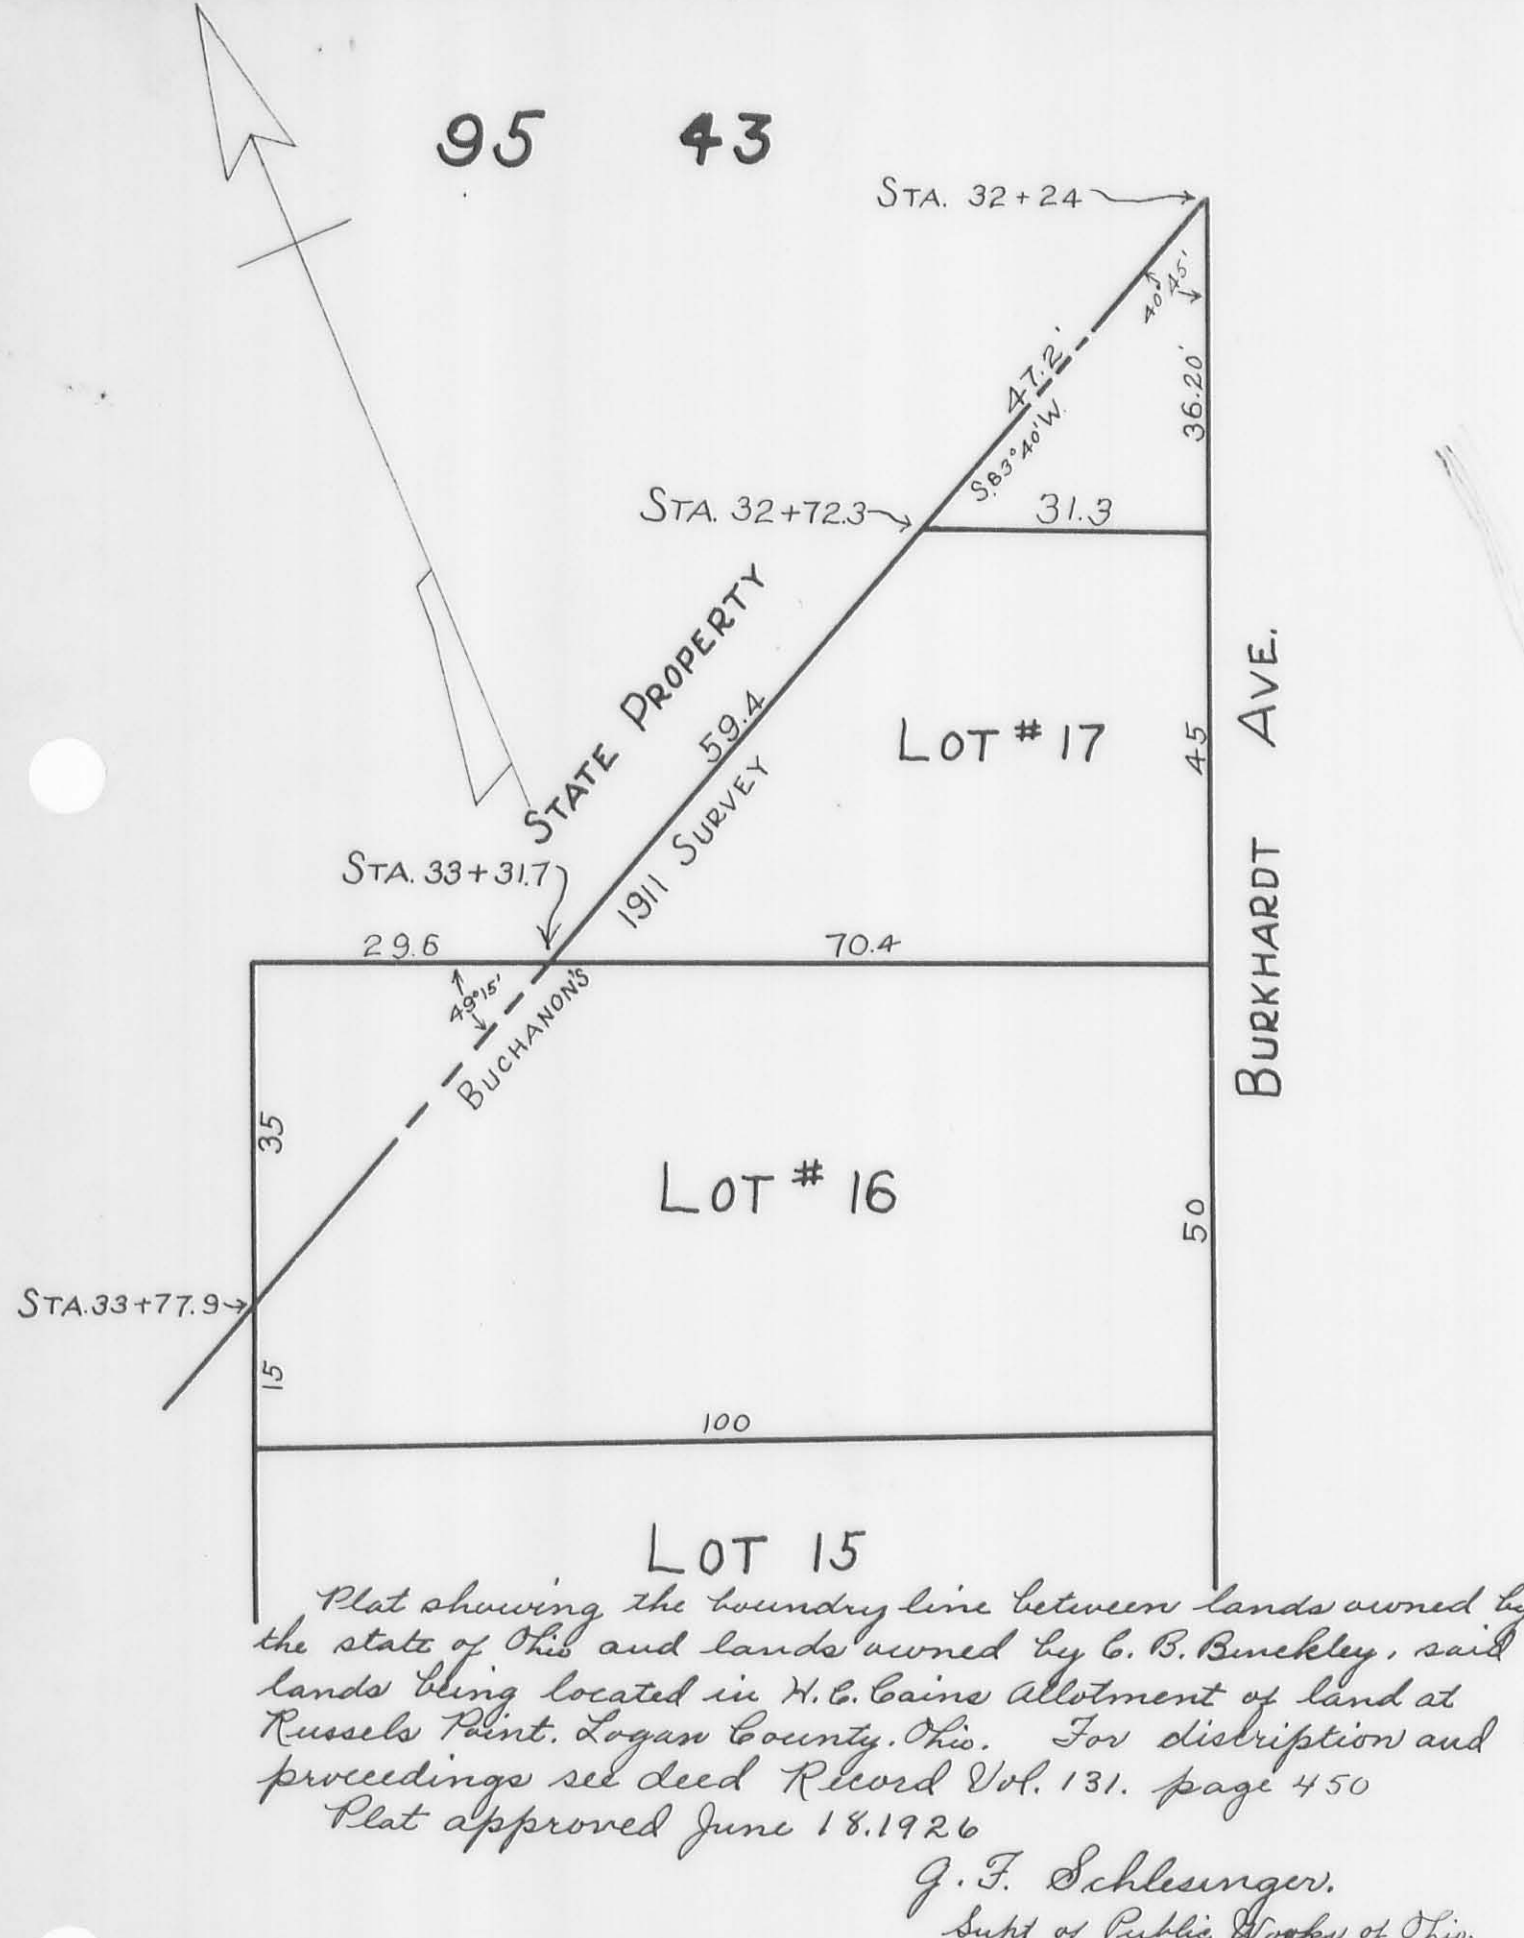 95 43
STA. 32+24
40° 45'
47.2'
S.83°40'W.
36.20'
STA. 32+72.3
31.3
STATE PROPERTY
59.4
LOT # 17
45
BURKHARDT AVE.
1911 SURVEY
STA. 33+31.7
29.6
70.4
49°15'
BUCHANON'S
35
LOT # 16
50
STA.33+77.9
15
100
LOT 15
Plat showing the boundry line between lands owned by
the state of Ohio and lands owned by C. B. Binckley, said
lands being located in H. C. Cains Allotment of land at
Russels Point. Logan County. Ohio. For discription and
proceedings see deed Record Vol. 131. page 450
Plat approved June 18.1926
G. F. Schlesinger.
Supt of Public Works of Ohio.